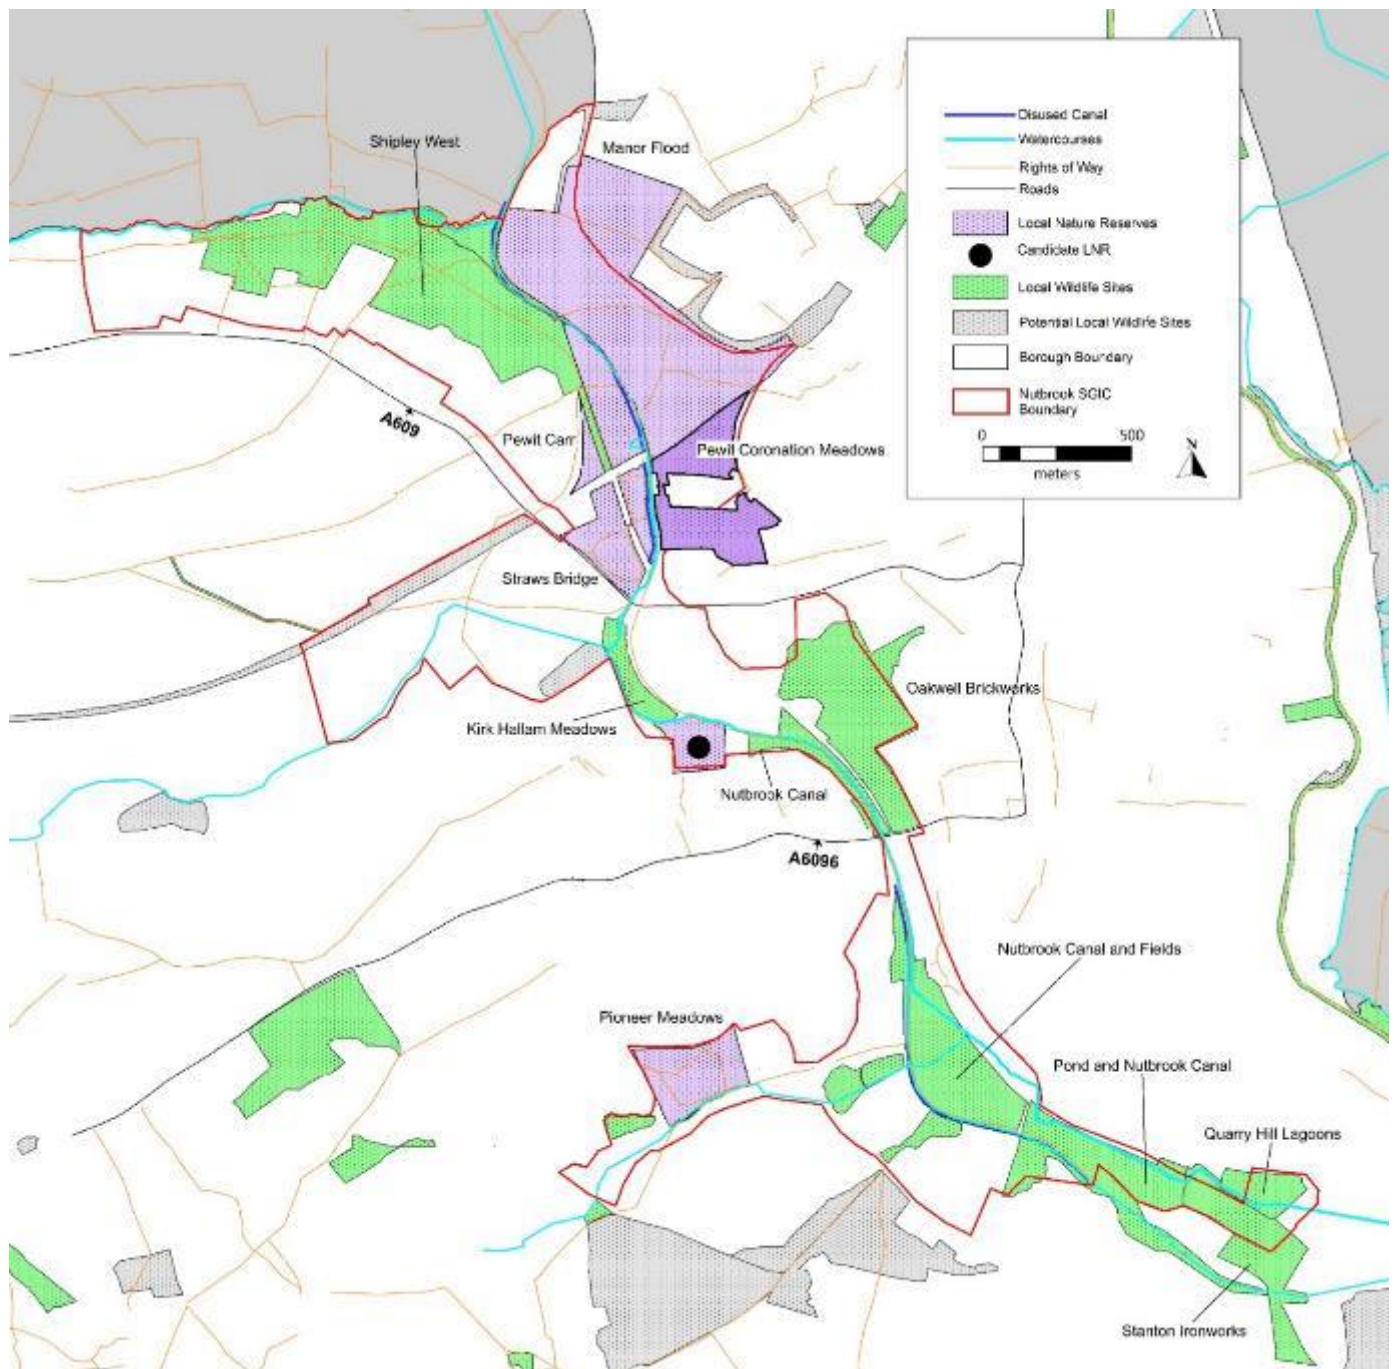 Shipley West
Manor Flood
A609
Pewit Carr
Pewit Coronation Meadows
Straws Bridge
Oakwell Brickwarks
Kirk Hallam Meadows
Nutbrook Canal
A6096
Nutbrook Canal and Fields
Pioneer Meadows
Pond and Nutbrook Canal
Quarry Hill Lagoons
Stanton Ironworks
Disused Canal
Watercourses
Rights of Way
Roads
Local Nature Reserves
Candidate LNR
Local Wildlife Sites
Potential Local Wildlife Sites
Borough Boundary
Nutbrook SGIC
Boundary
0 500
meters
N